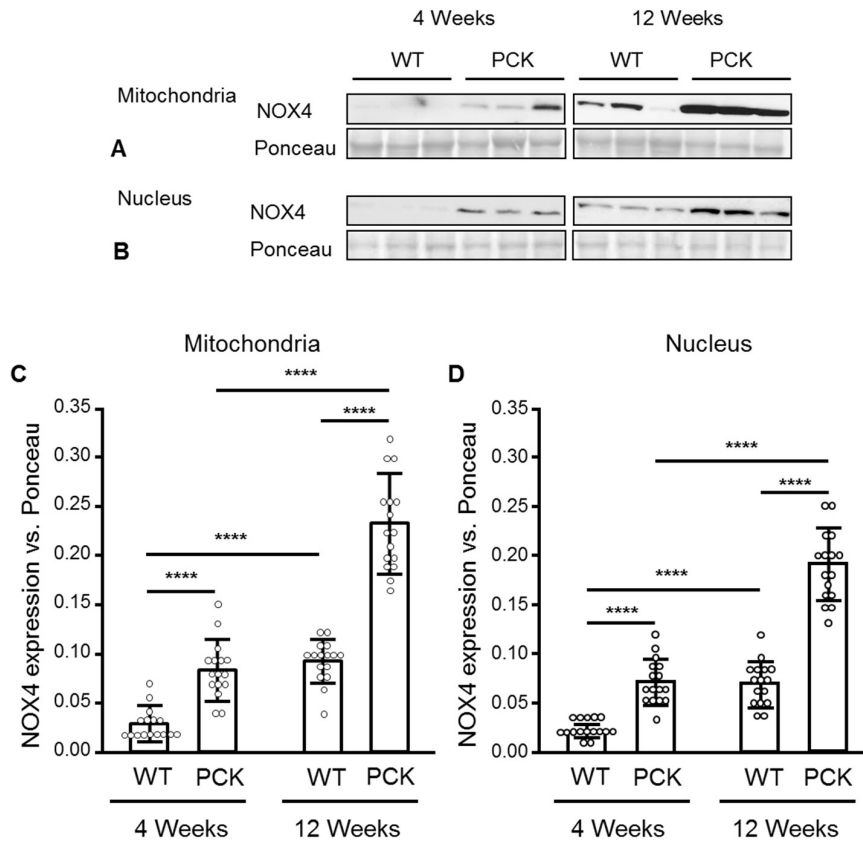 4 Weeks 12 Weeks
WT PCK WT PCK
Mitochondria
NOX4
A Ponceau
Nucleus
NOX4
B Ponceau
Mitochondria
C
NOX4 expression vs. Ponceau
0.35
0.30
0.25
0.20
0.15
0.10
0.05
0.00
****
****
****
****
WT PCK WT PCK
4 Weeks 12 Weeks
Nucleus
D
NOX4 expression vs. Ponceau
0.35
0.30
0.25
0.20
0.15
0.10
0.05
0.00
****
****
****
****
WT PCK WT PCK
4 Weeks 12 Weeks